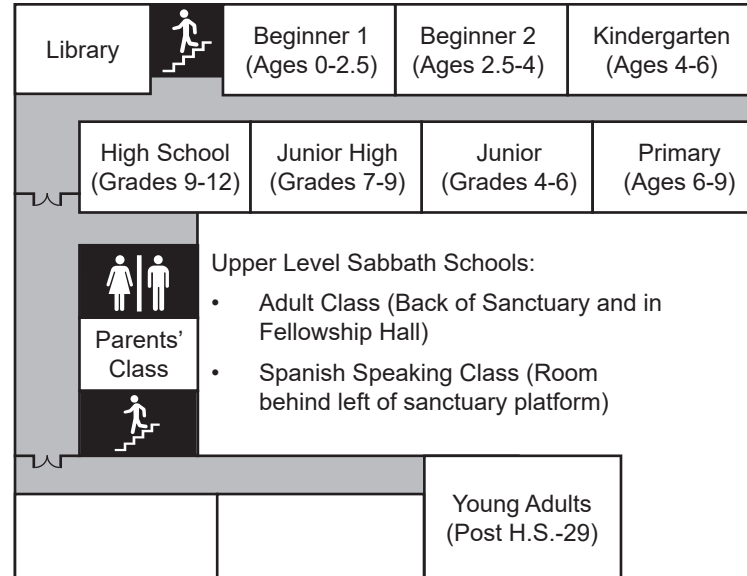 Library
Beginner 1
(Ages 0-2.5)
Beginner 2
(Ages 2.5-4)
Kindergarten
(Ages 4-6)
High School
(Grades 9-12)
Junior High
(Grades 7-9)
Junior
(Grades 4-6)
Primary
(Ages 6-9)
Parents’
Class
Upper Level Sabbath Schools:
• Adult Class (Back of Sanctuary and in
Fellowship Hall)
• Spanish Speaking Class (Room
behind left of sanctuary platform)
Young Adults
(Post H.S.-29)